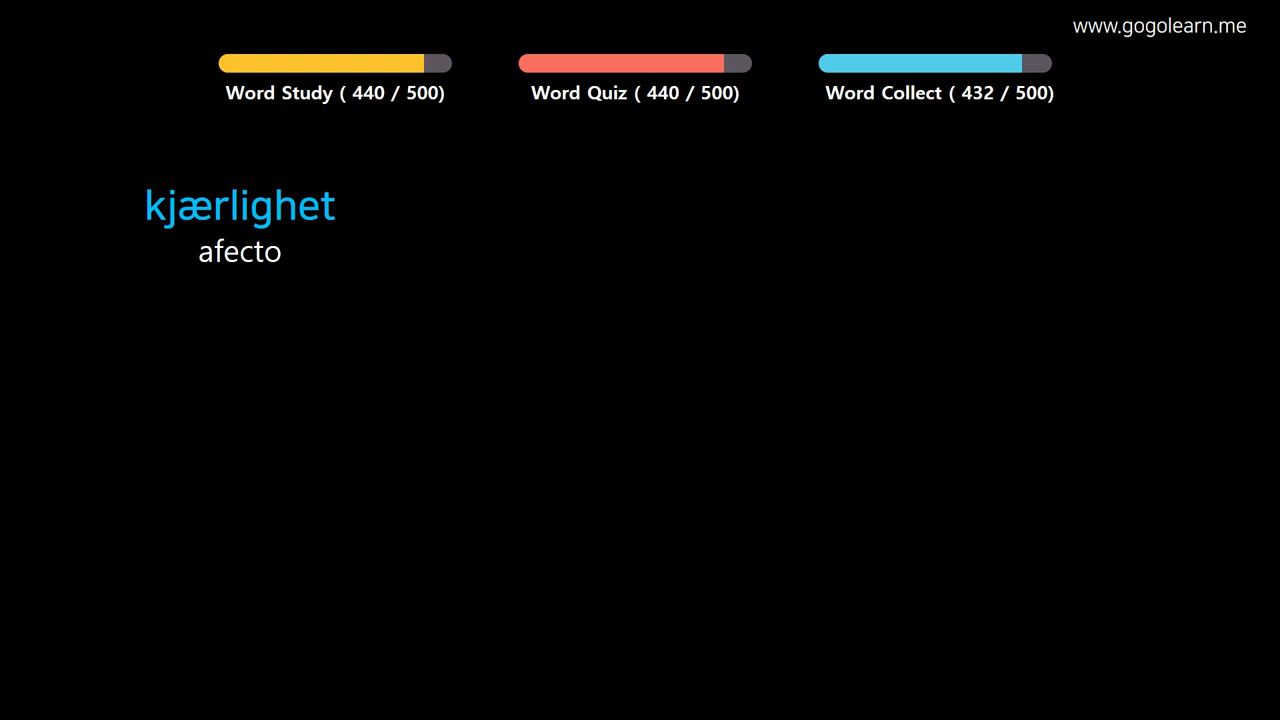 www.gogolearn.me
Word Study ( 440 / 500)
Word Quiz ( 440 / 500)
Word Collect ( 432 / 500)
kjærlighet
afecto